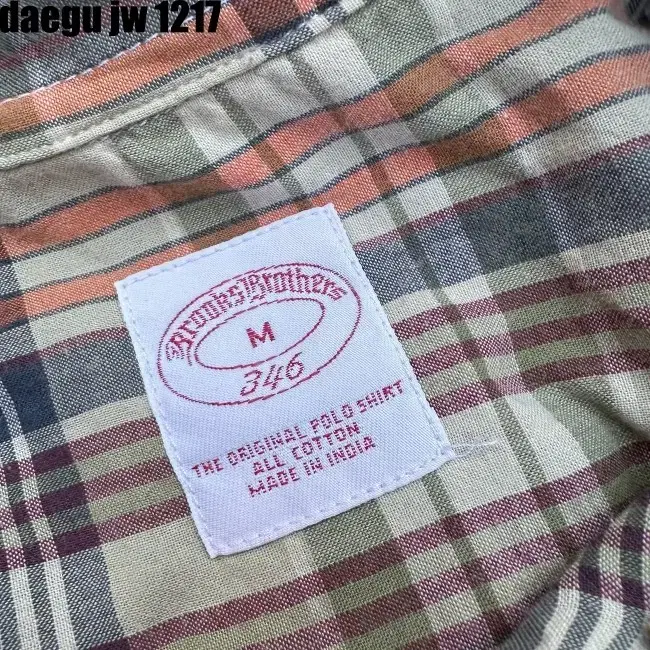 daegu jw 1217
Brooks Brothers
M
346
THE ORIGINAL POLO SHIRT
ALL COTTON
MADE IN INDIA